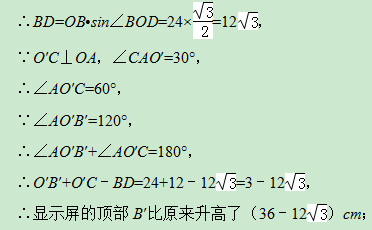 ∴BD=OB•sin∠BOD=24×√3/2=12√3,
∵O′C⊥OA，∠CAO′=30°,
∴∠AO′C=60°,
∵∠AO′B′=120°,
∴∠AO′B′+∠AO′C=180°,
∴O′B′+O′C﹣BD=24+12﹣12√3=3﹣12√3,
∴显示屏的顶部 B′比原来升高了（36﹣12√3）cm;